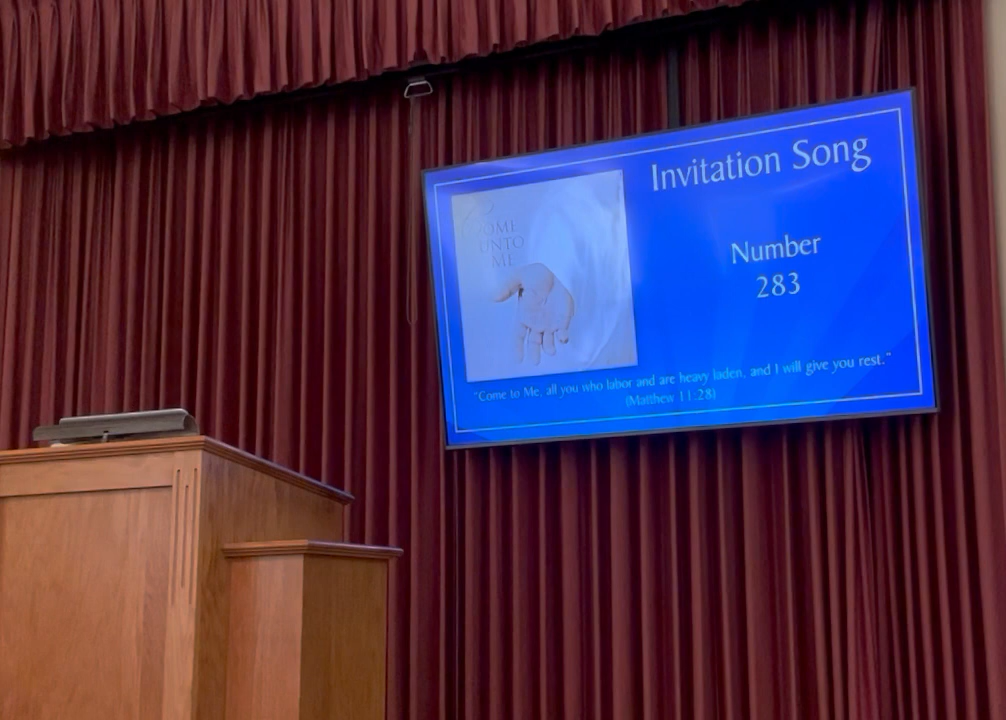 Invitation Song
COME
UNTO
ME
Number
283
"Come to Me, all you who labor and are heavy laden, and I will give you rest."
(Matthew 11:28)